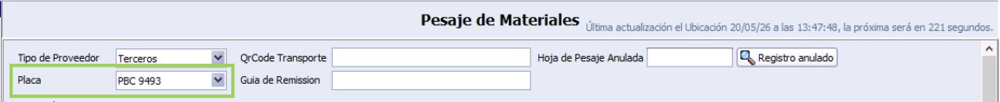 Pesaje de Materiales Última actualización el Ubicación 20/05/26 a las 13:47:48, la próxima será en 221 segundos.
Tipo de Proveedor Terceros QrCode Transporte Hoja de Pesaje Anulada Registro anulado
Placa PBC 9493 Guia de Remission